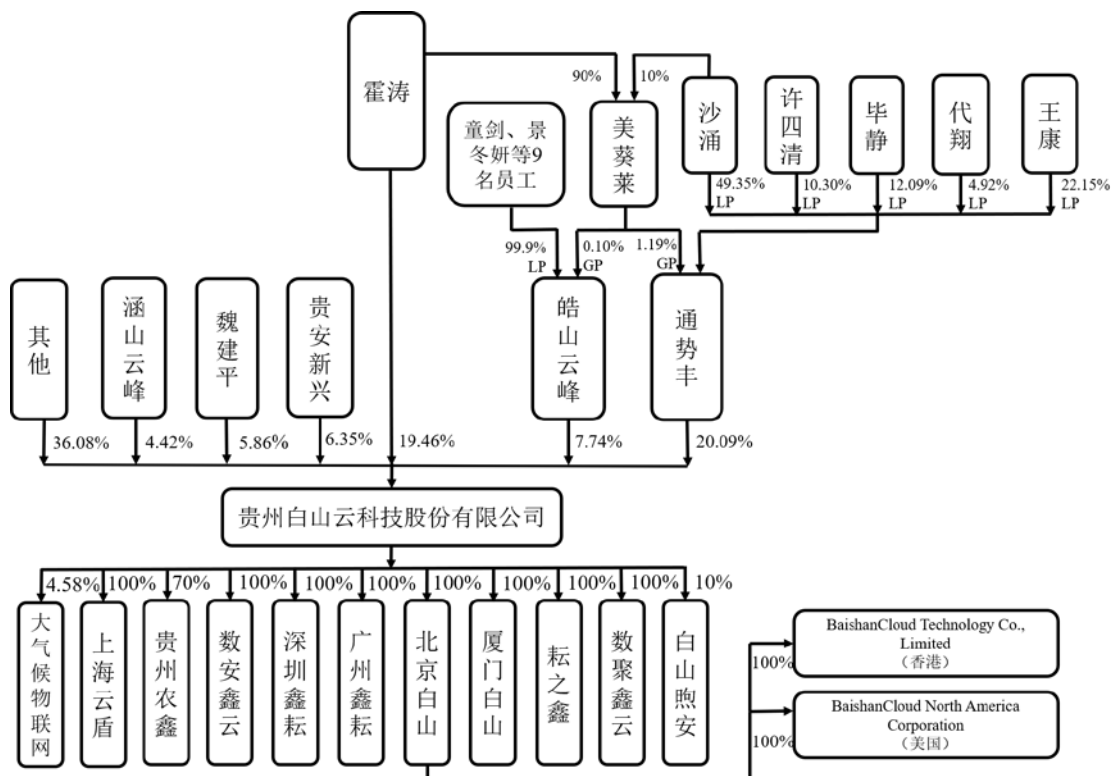 霍涛
90%
10%
童剑、景
冬妍等9
名员工
美葵莱
沙涌
许四清
毕静
代翔
王康
49.35%
LP
10.30%
LP
12.09%
LP
4.92%
LP
22.15%
LP
99.9%
LP
0.10%
GP
1.19%
GP
其他
涵山云峰
魏建平
贵安新兴
皓山云峰
通势丰
36.08%
4.42%
5.86%
6.35%
19.46%
7.74%
20.09%
贵州白山云科技股份有限公司
4.58%
100%
70%
100%
100%
100%
100%
100%
100%
100%
10%
大气候物联网
上海云盾
贵州农鑫
数安鑫云
深圳鑫耘
广州鑫耘
北京白山
厦门白山
耘之鑫
数聚鑫云
白山煦安
100%
BaishanCloud Technology Co.,
Limited
（香港）
100%
BaishanCloud North America
Corporation
（美国）